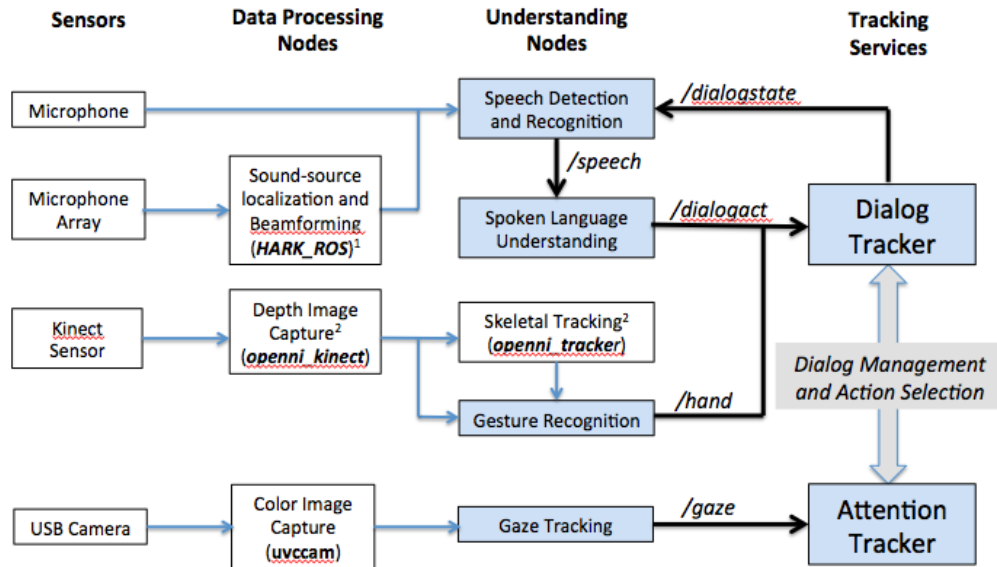 Sensors
Data Processing
Nodes
Understanding
Nodes
Tracking
Services
Microphone
Speech Detection
and Recognition
/dialogstate
/speech
Microphone
Array
Sound-source
localization and
Beamforming
(HARK_ROS)¹
Spoken Language
Understanding
/dialogact
Dialog
Tracker
Kinect
Sensor
Depth Image
Capture²
(openni_kinect)
Skeletal Tracking²
(openni_tracker)
Dialog Management
and Action Selection
Gesture Recognition
/hand
USB Camera
Color Image
Capture
(uvccam)
Gaze Tracking
/gaze
Attention
Tracker